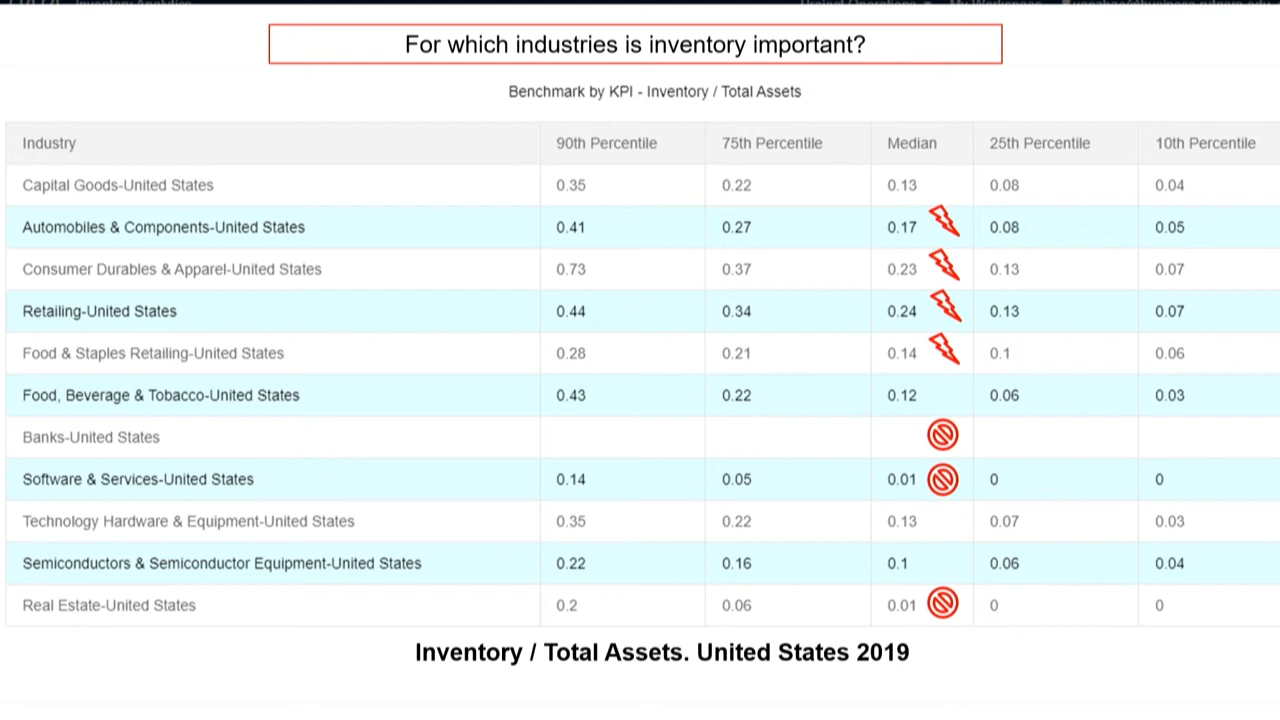 For which industries is inventory important?
Benchmark by KPI - Inventory / Total Assets
Industry 90th Percentile 75th Percentile Median 25th Percentile 10th Percentile
Capital Goods-United States 0.35 0.22 0.13 0.08 0.04
Automobiles & Components-United States 0.41 0.27 0.17 0.08 0.05
Consumer Durables & Apparel-United States 0.73 0.37 0.23 0.13 0.07
Retailing-United States 0.44 0.34 0.24 0.13 0.07
Food & Staples Retailing-United States 0.28 0.21 0.14 0.1 0.06
Food, Beverage & Tobacco-United States 0.43 0.22 0.12 0.06 0.03
Banks-United States
Software & Services-United States 0.14 0.05 0.01 0 0
Technology Hardware & Equipment-United States 0.35 0.22 0.13 0.07 0.03
Semiconductors & Semiconductor Equipment-United States 0.22 0.16 0.1 0.06 0.04
Real Estate-United States 0.2 0.06 0.01 0 0
Inventory / Total Assets. United States 2019